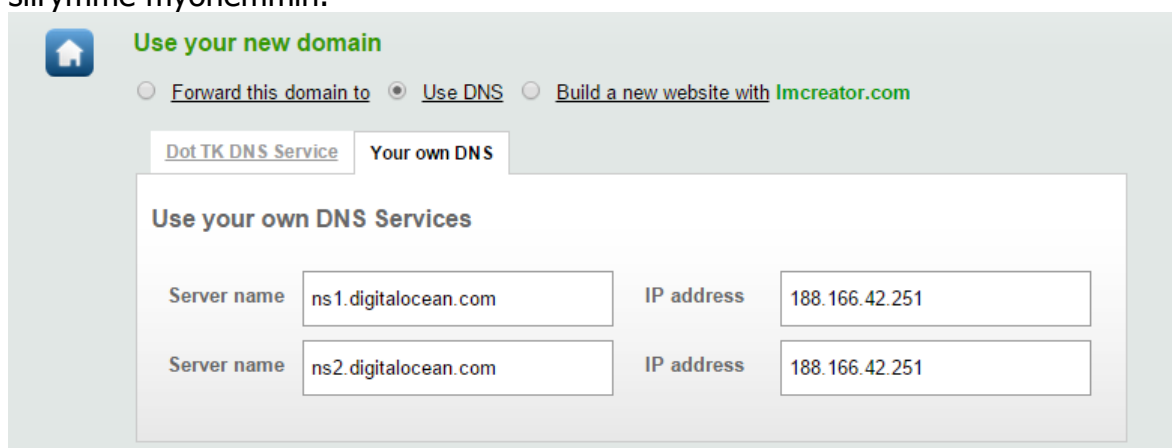 siirymme myöhemmin.
Use your new domain
Forward this domain to Use DNS Build a new website with Imcreator.com
Dot TK DNS Service Your own DNS
Use your own DNS Services
Server name ns1.digitalocean.com IP address 188.166.42.251
Server name ns2.digitalocean.com IP address 188.166.42.251